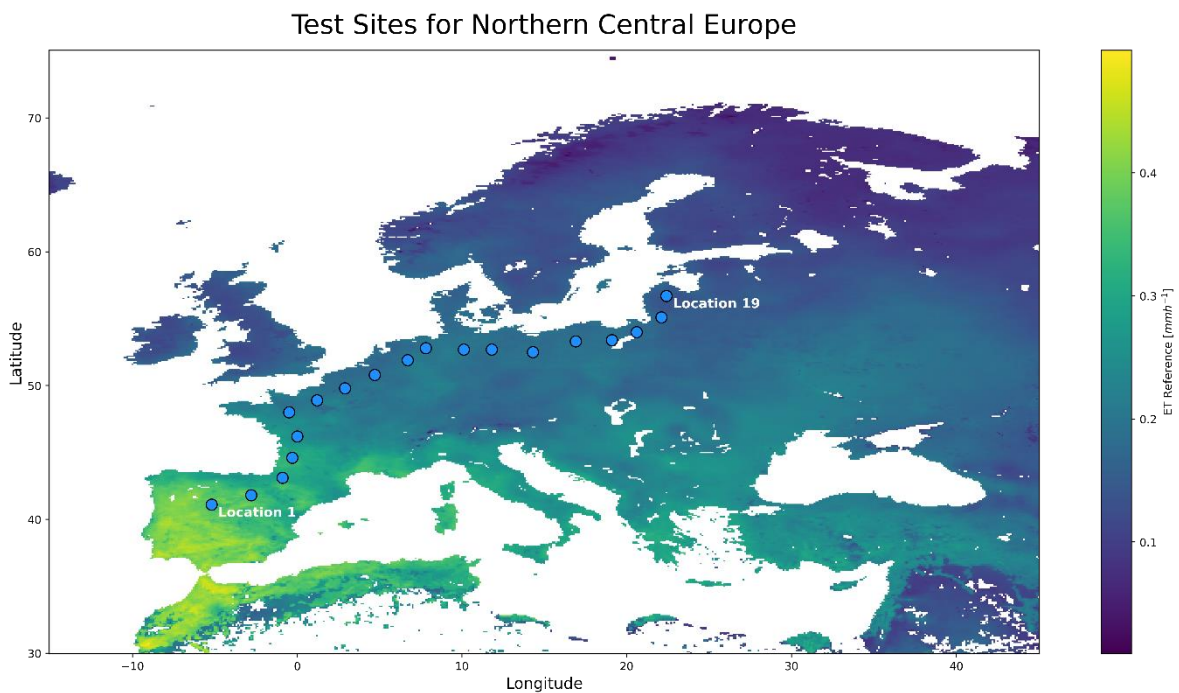 Test Sites for Northern Central Europe
70
60
50
40
30
Latitude
−10
0
10
20
30
40
Longitude
Location 19
Location 1
0.4
0.3
0.2
0.1
ET Reference [mmh⁻¹]